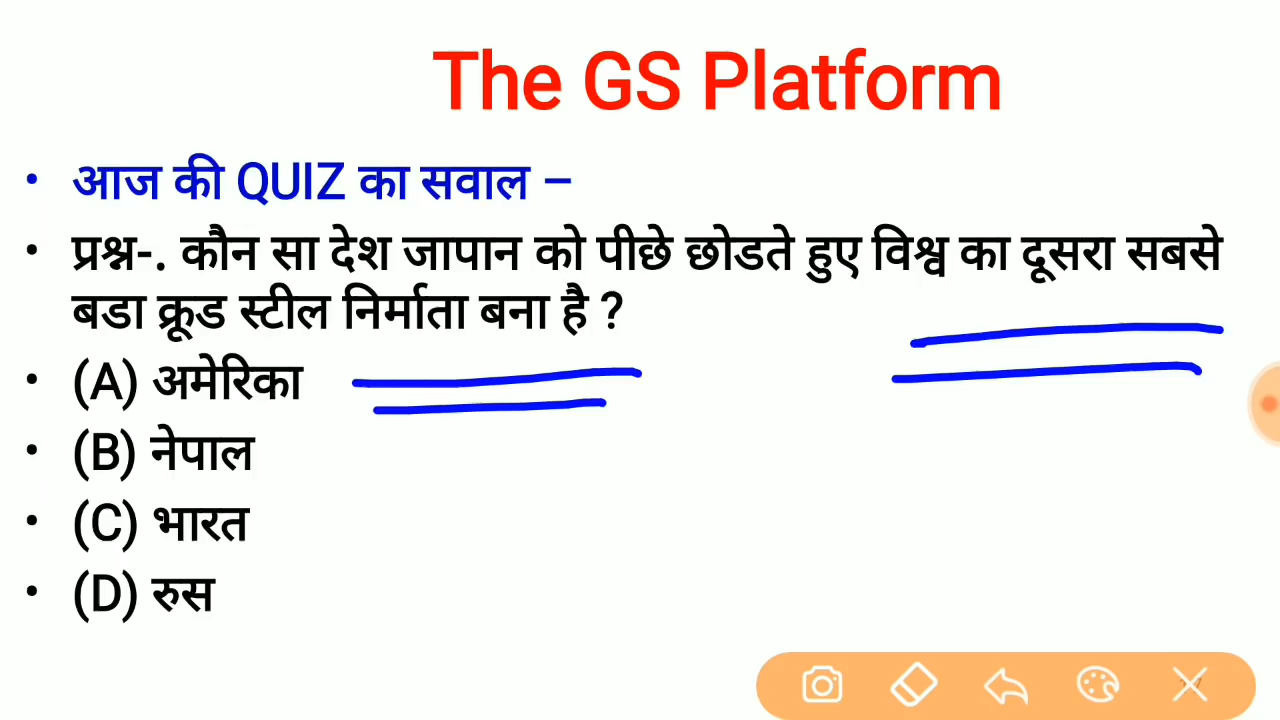 The GS Platform
• आज की QUIZ का सवाल –
• प्रश्न-. कौन सा देश जापान को पीछे छोडते हुए विश्व का दूसरा सबसे
बडा क्रूड स्टील निर्माता बना है ?
• (A) अमेरिका
• (B) नेपाल
• (C) भारत
• (D) रुस